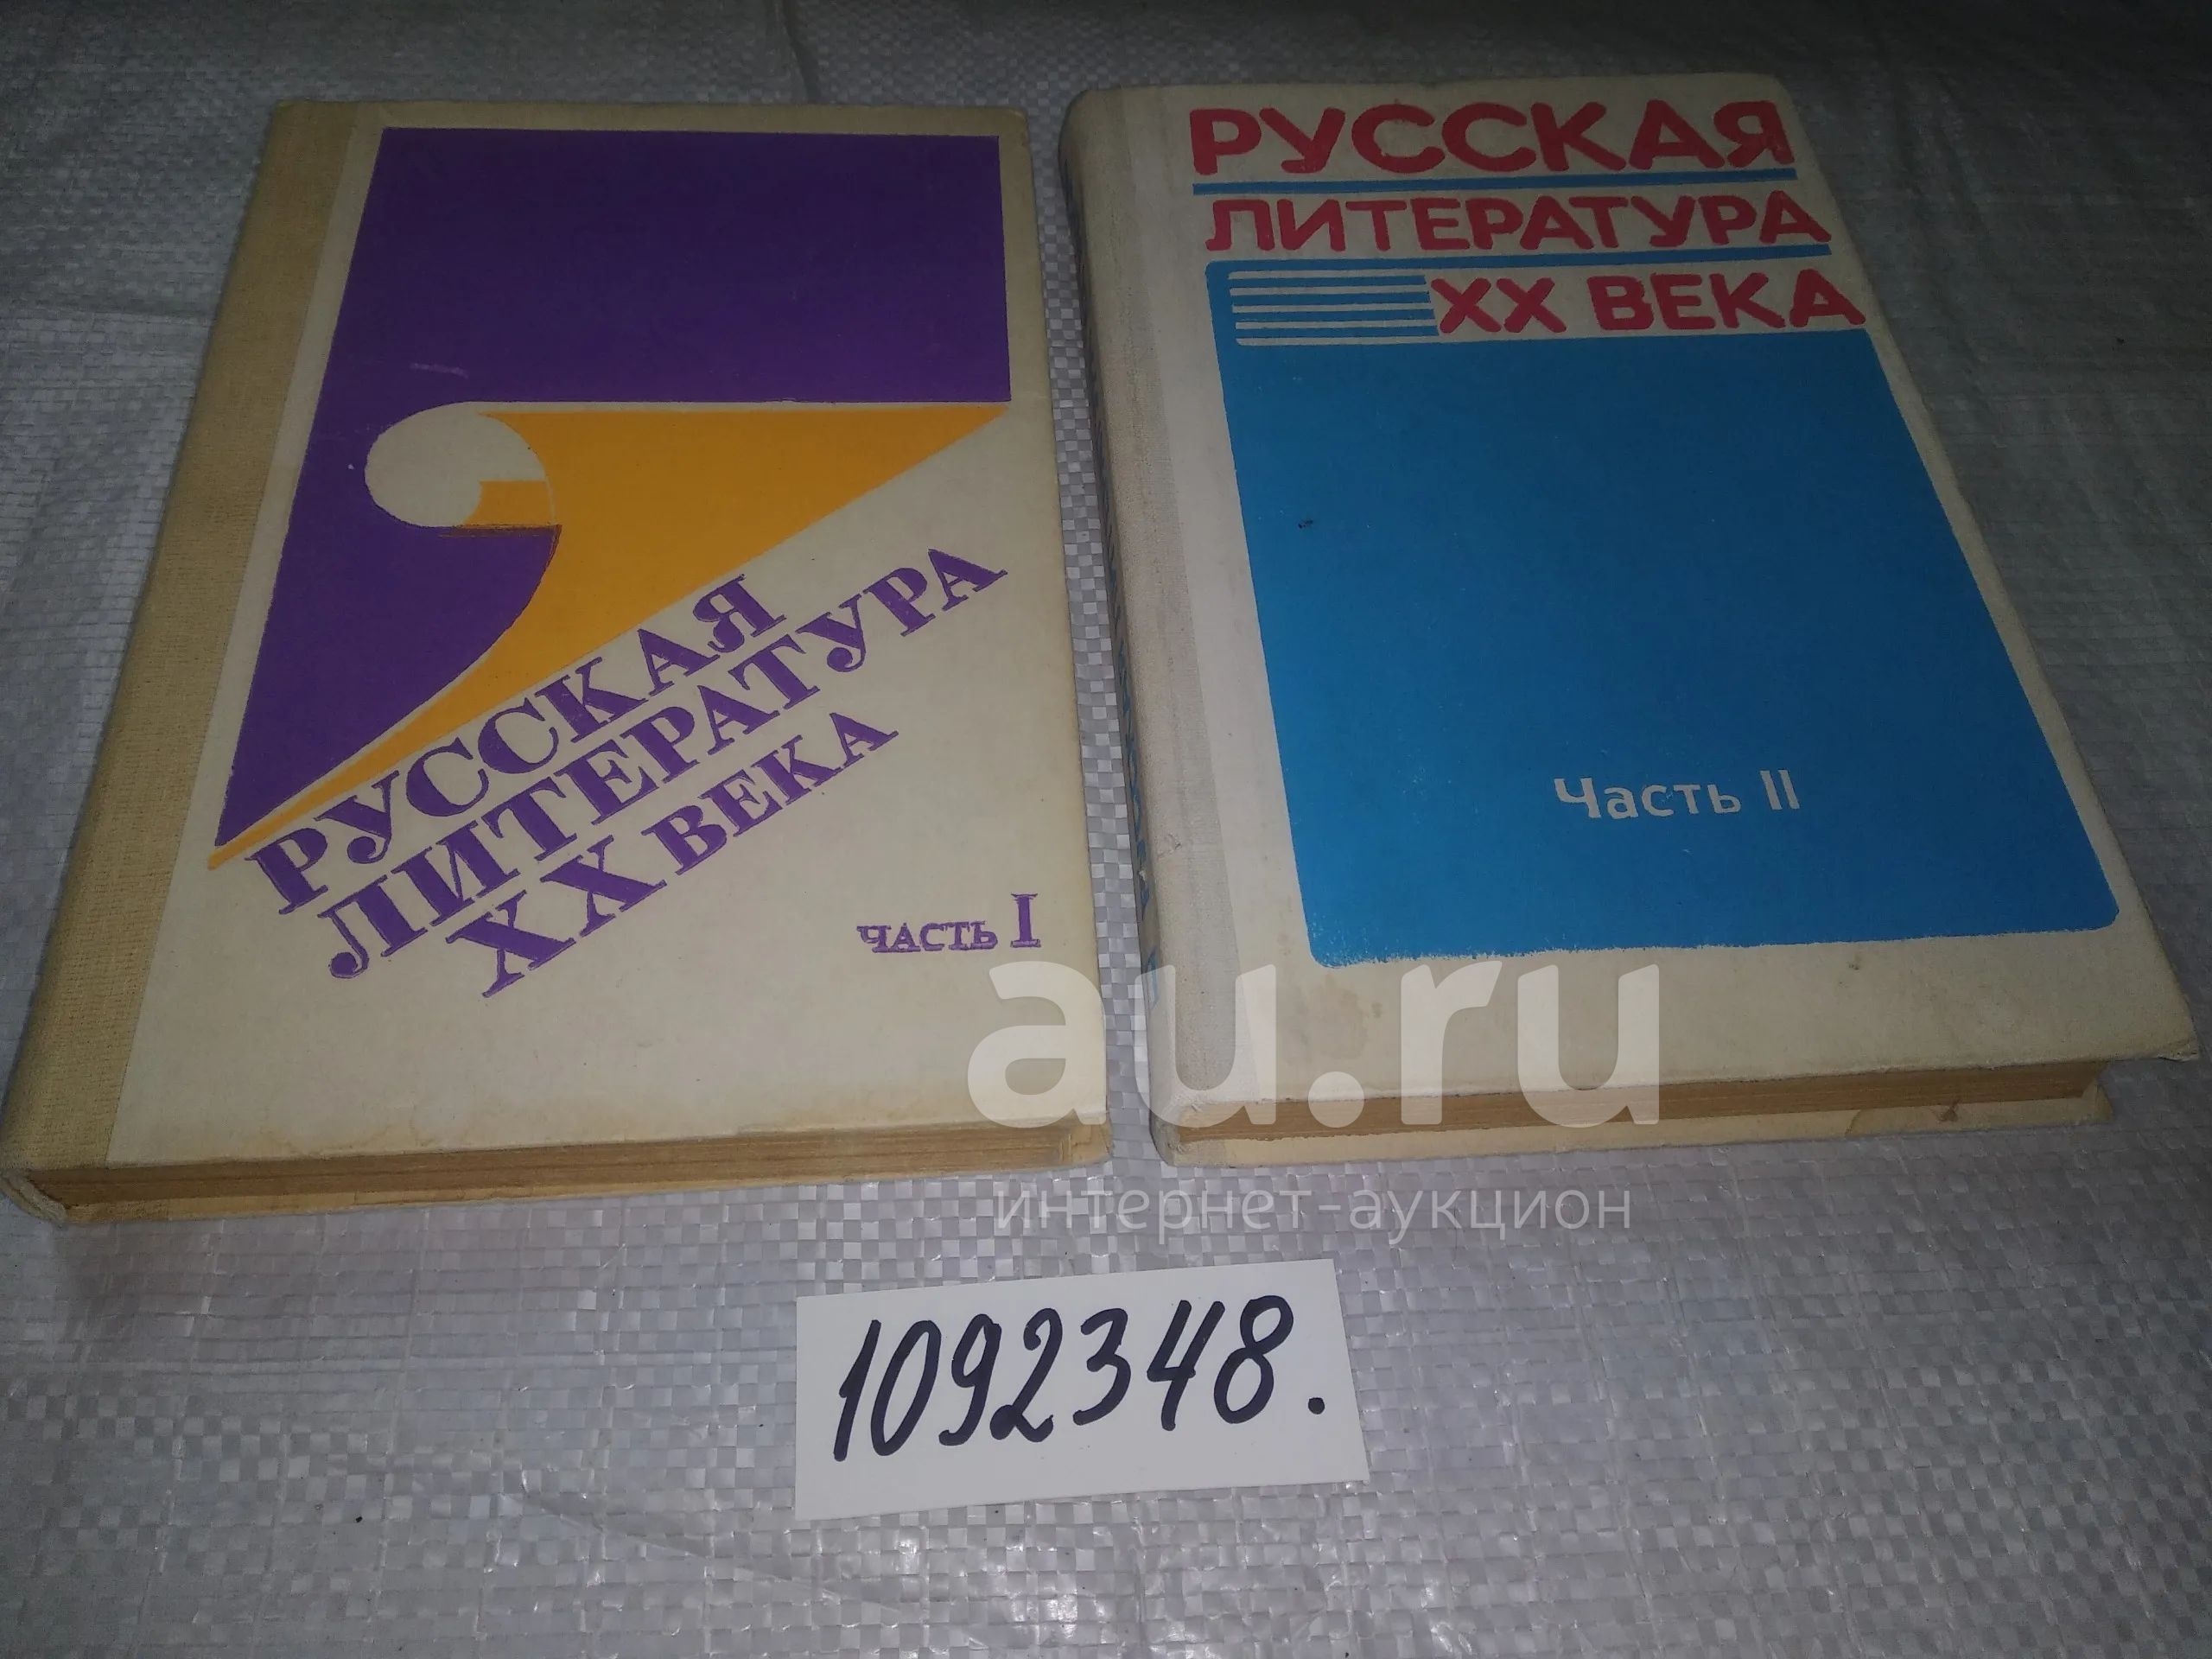 РУССКАЯ
ЛИТЕРАТУРА
XX ВЕКА
ЧАСТЬ I
РУССКАЯ
ЛИТЕРАТУРА
XX ВЕКА
Часть II
au.ru
интернет-аукцион
1092348.